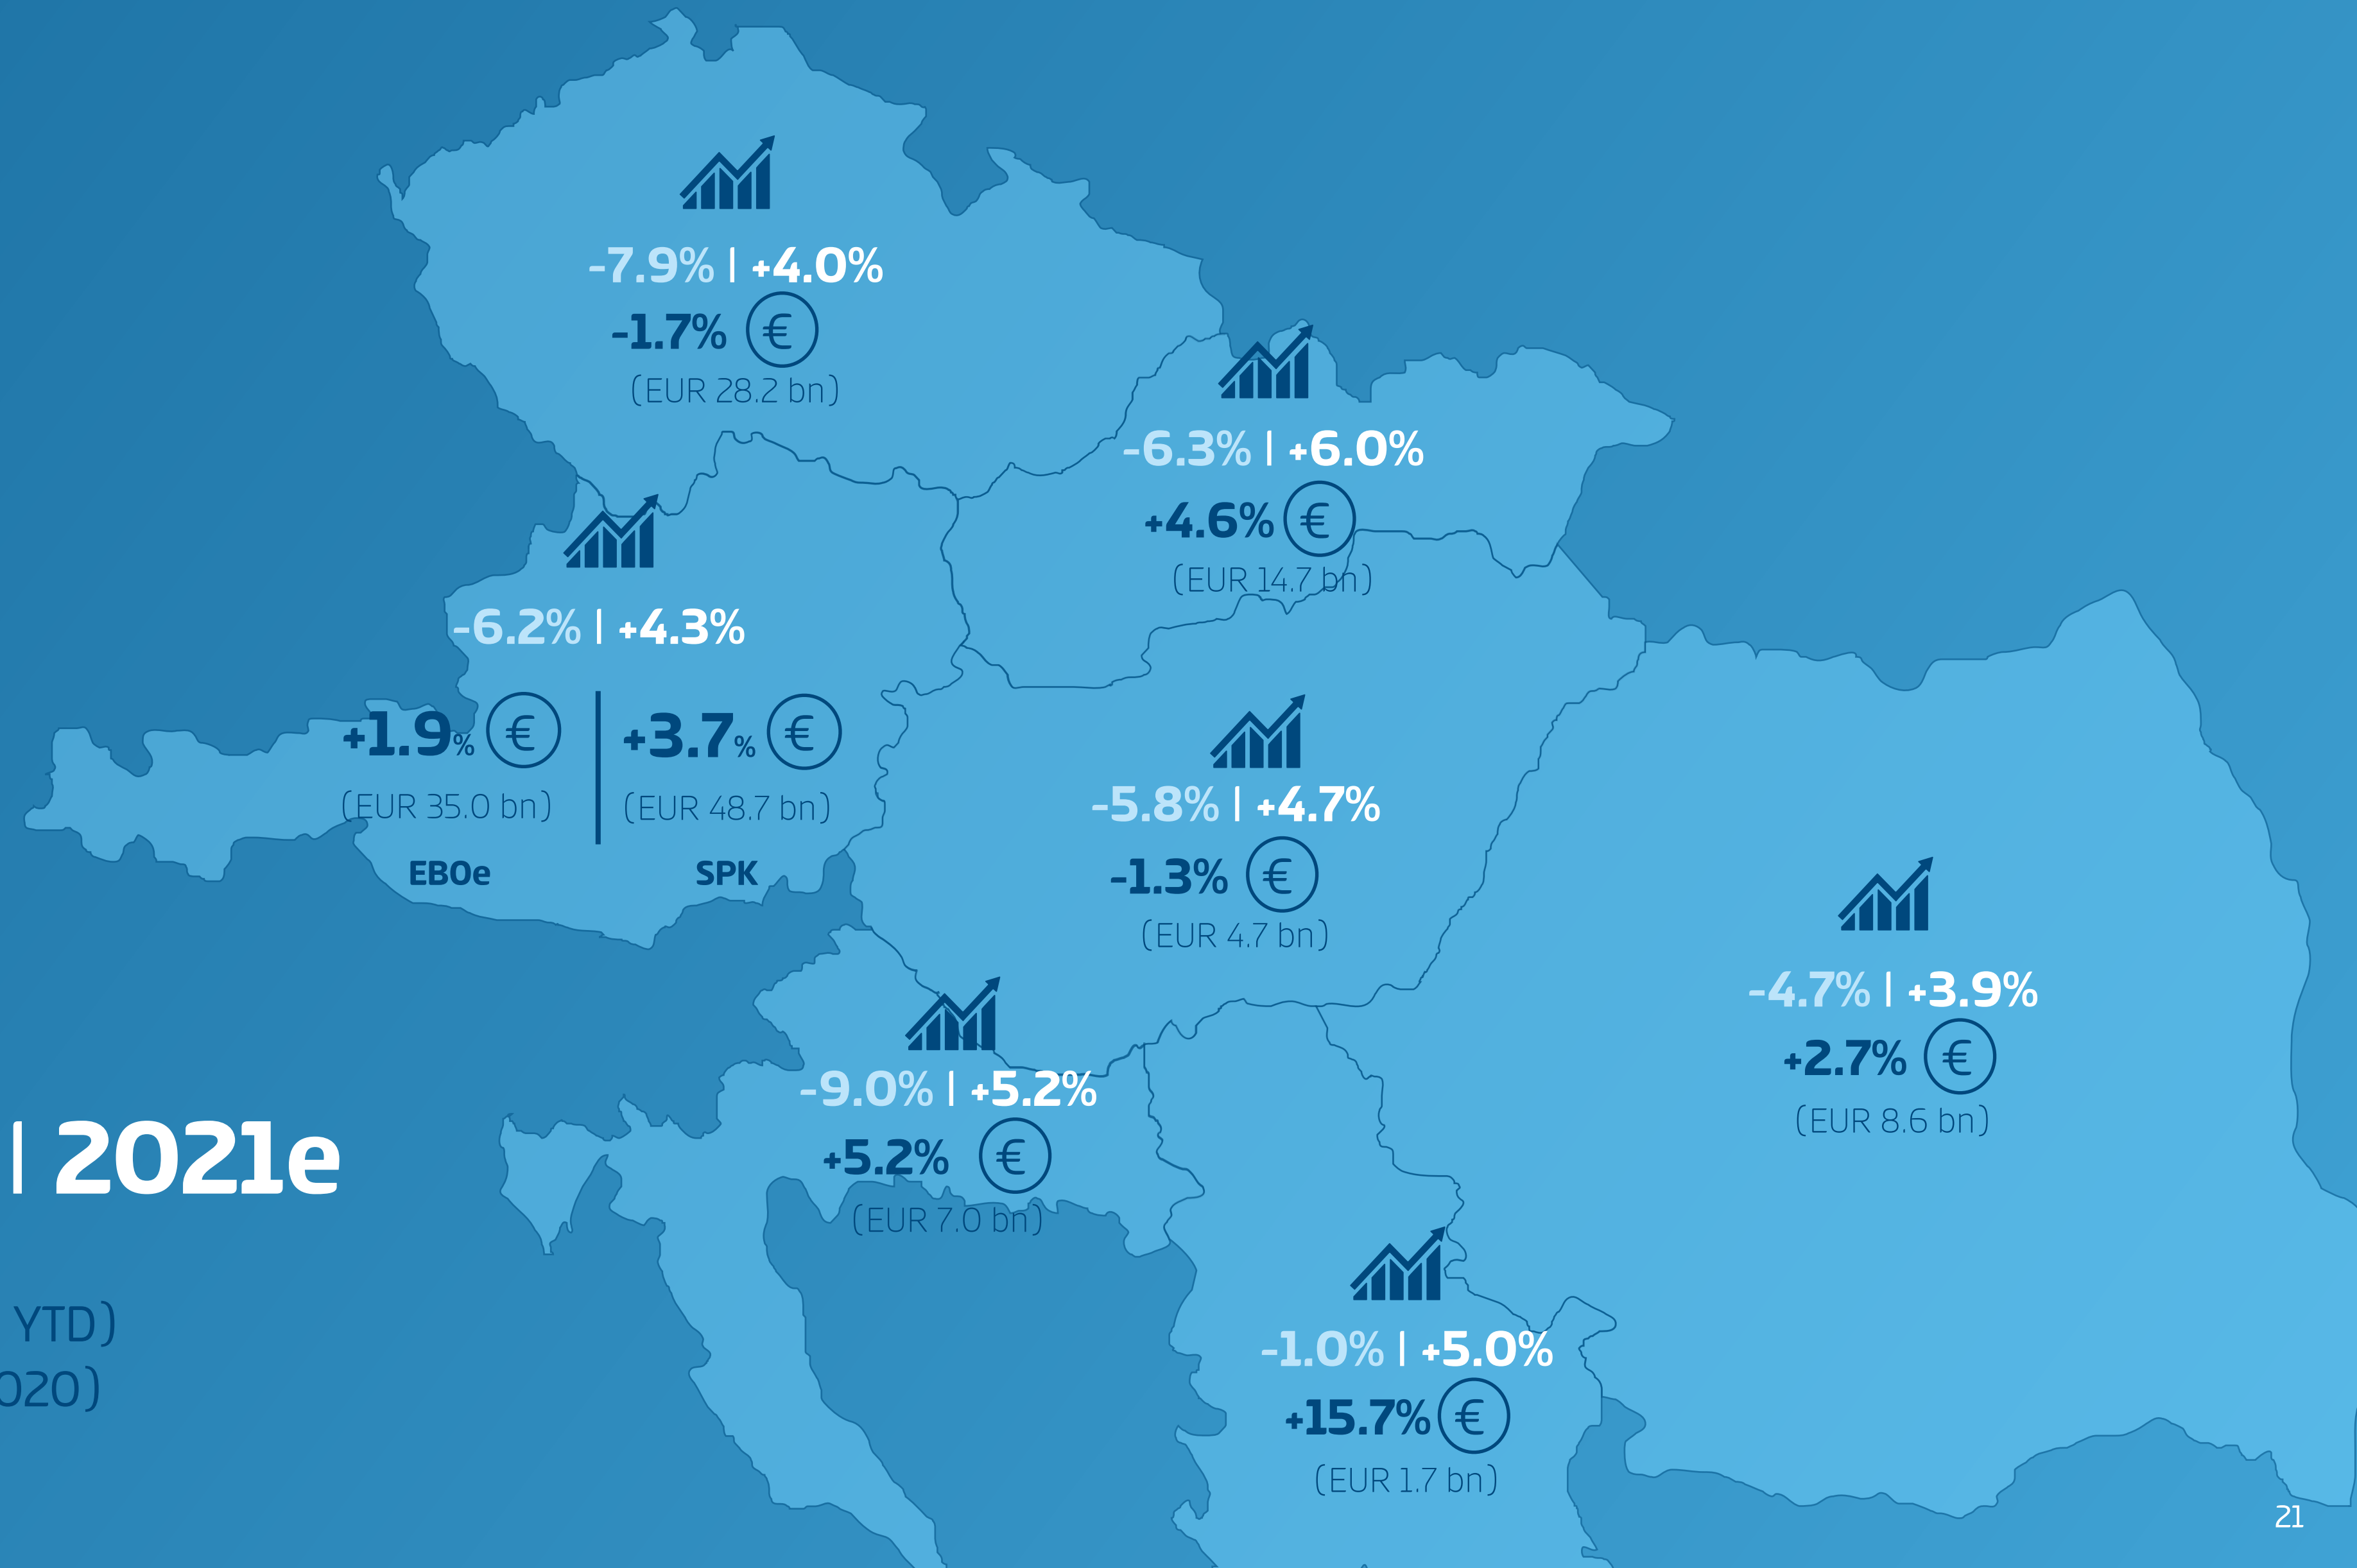 -7.9% | +4.0%
-1.7% €
(EUR 28.2 bn)
-6.3% | +6.0%
+4.6% €
(EUR 14.7 bn)
-6.2% | +4.3%
+1.9% € | +3.7% €
(EUR 35.0 bn) (EUR 48.7 bn)
EBOe SPK
-5.8% | +4.7%
-1.3% €
(EUR 4.7 bn)
-4.7% | +3.9%
+2.7% €
(EUR 8.6 bn)
-9.0% | +5.2%
+5.2% €
(EUR 7.0 bn)
| 2021e
YTD)
020)
-1.0% | +5.0%
+15.7% €
(EUR 1.7 bn)
21